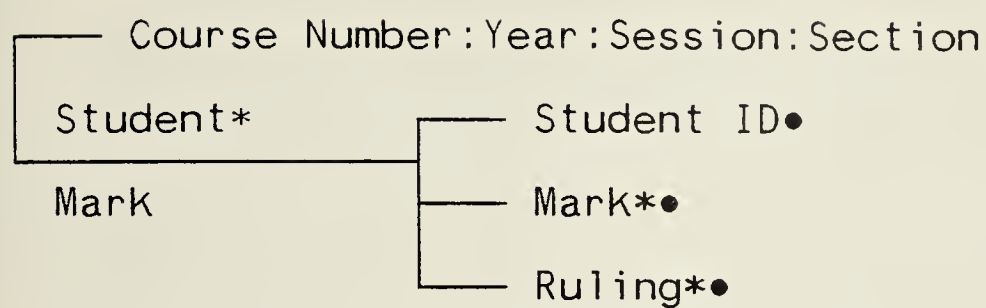 Course Number:Year:Session:Section
Student* Student ID●
Mark Mark*●
Ruling*●